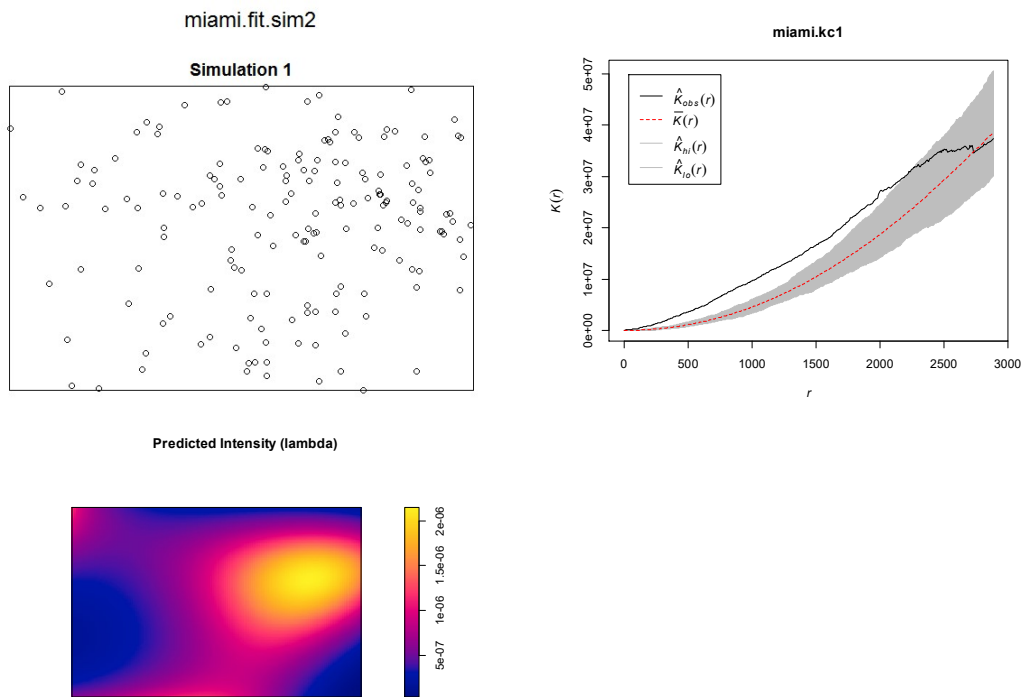 miami.fit.sim2
Simulation 1
miami.kc1
K̂obs(r)
K̄(r)
K̂hi(r)
K̂lo(r)
K(r)
0e+00 1e+07 2e+07 3e+07 4e+07 5e+07
0 500 1000 1500 2000 2500 3000
r
Predicted Intensity (lambda)
5e-07 1e-06 1.5e-06 2e-06